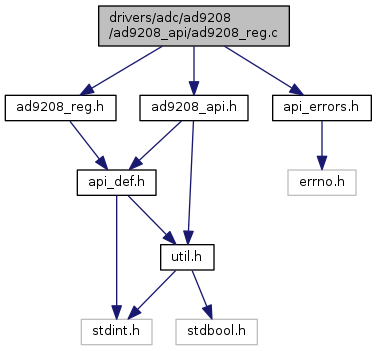 drivers/adc/ad9208
/ad9208_api/ad9208_reg.c
ad9208_reg.h
ad9208_api.h
api_errors.h
api_def.h
errno.h
util.h
stdint.h
stdbool.h